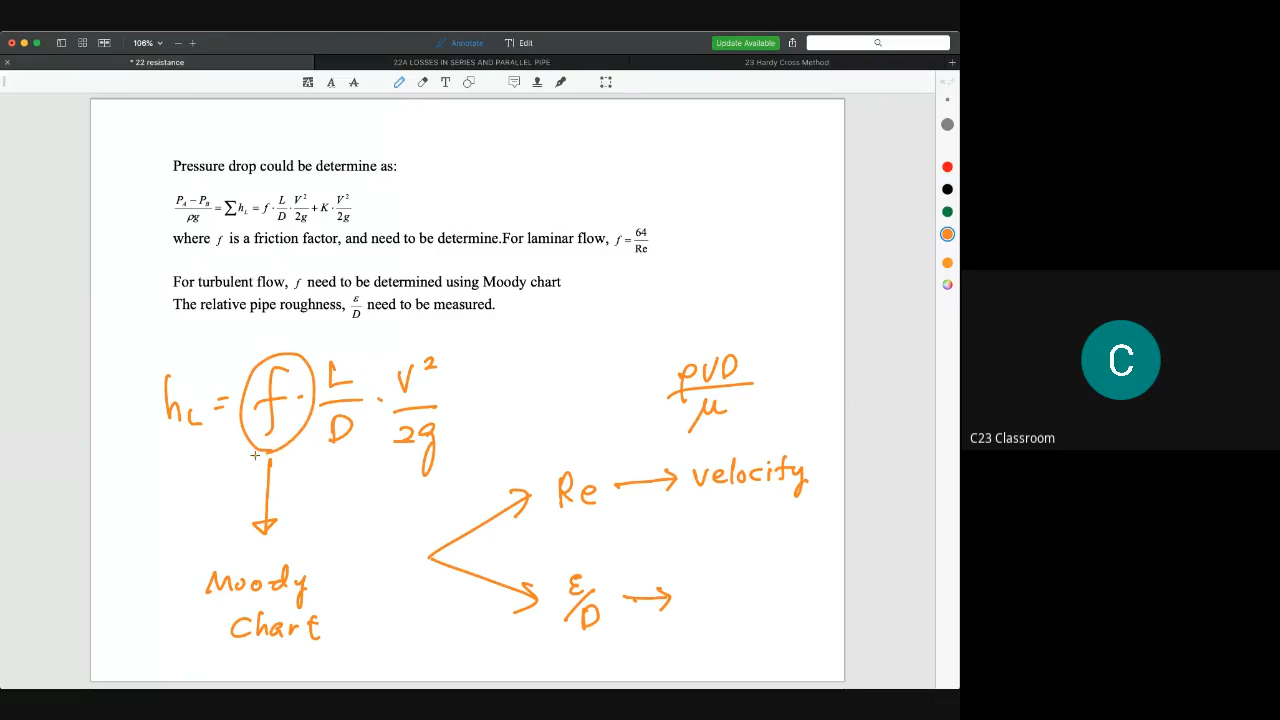 106%
Annotate
T Edit
Update Available
* 22 resistance
22A LOSSES IN SERIES AND PARALLEL PIPE
23 Hardy Cross Method
Pressure drop could be determine as:
P_A − P_B / ρg = ∑ h_L = f · L/D · V²/2g + K · V²/2g
where f is a friction factor, and need to be determine.For laminar flow, f = 64/Re
For turbulent flow, f need to be determined using Moody chart
The relative pipe roughness, ε/D need to be measured.
h_L = f · L/D · V²/2g
ρVD/μ
Re → velocity
ε/D →
Moody
Chart
C
C23 Classroom